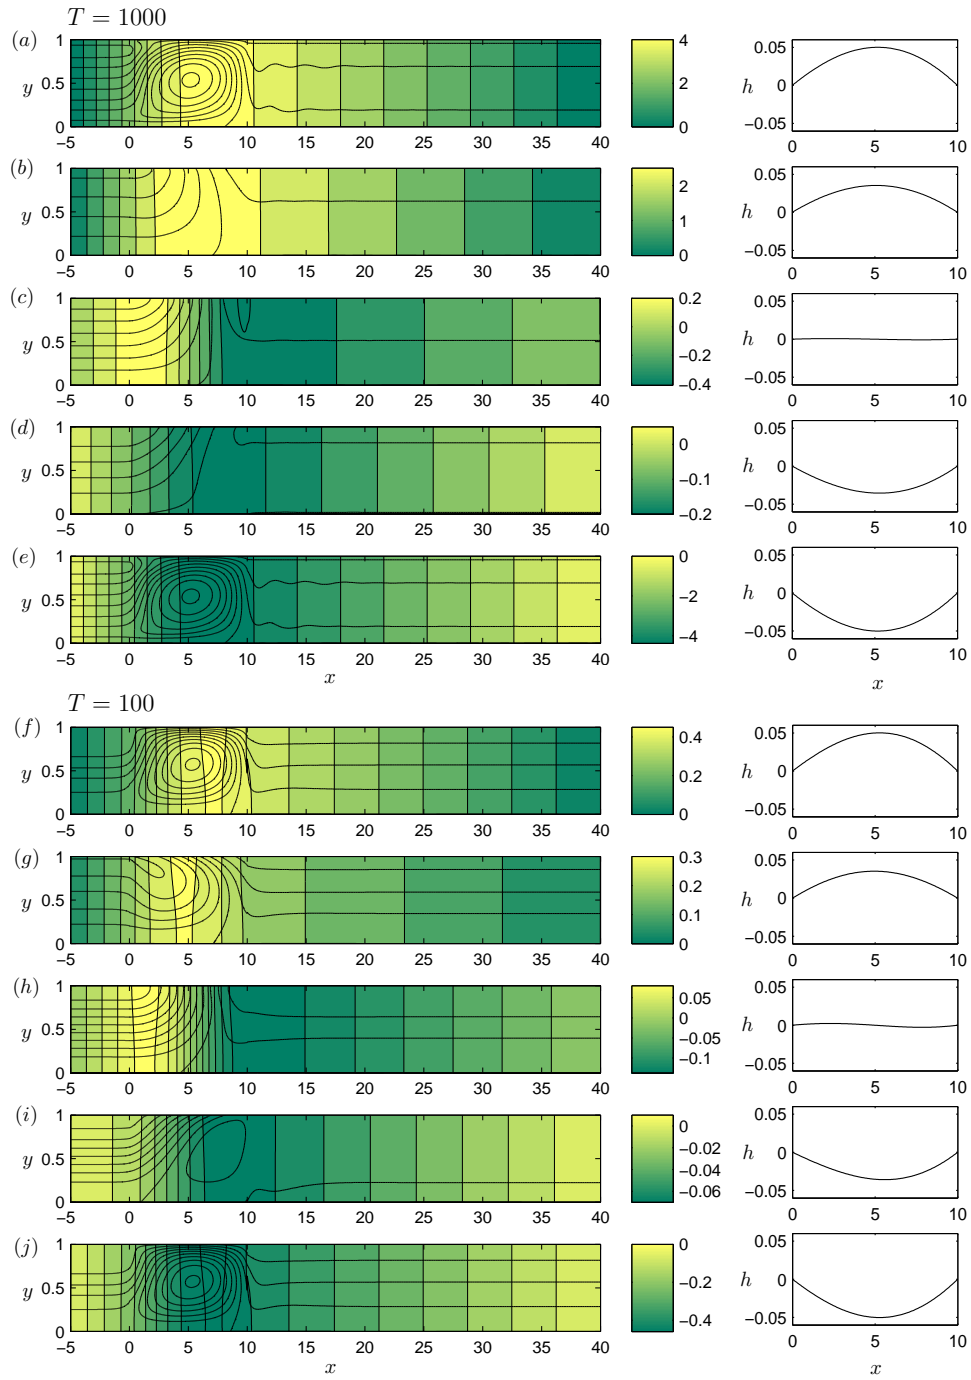 T = 1000
(a) y 1 0.5 0 −5 0 5 10 15 20 25 30 35 40 4 2 0 h 0.05 0 −0.05 0 5 10
(b) y 1 0.5 0 −5 0 5 10 15 20 25 30 35 40 2 1 0 h 0.05 0 −0.05 0 5 10
(c) y 1 0.5 0 −5 0 5 10 15 20 25 30 35 40 0.2 0 −0.2 −0.4 h 0.05 0 −0.05 0 5 10
(d) y 1 0.5 0 −5 0 5 10 15 20 25 30 35 40 0 −0.1 −0.2 h 0.05 0 −0.05 0 5 10
(e) y 1 0.5 0 −5 0 5 10 15 20 25 30 35 40 0 −2 −4 h 0.05 0 −0.05 0 5 10
x x
T = 100
(f) y 1 0.5 0 −5 0 5 10 15 20 25 30 35 40 0.4 0.2 0 h 0.05 0 −0.05 0 5 10
(g) y 1 0.5 0 −5 0 5 10 15 20 25 30 35 40 0.3 0.2 0.1 0 h 0.05 0 −0.05 0 5 10
(h) y 1 0.5 0 −5 0 5 10 15 20 25 30 35 40 0.05 0 −0.05 −0.1 h 0.05 0 −0.05 0 5 10
(i) y 1 0.5 0 −5 0 5 10 15 20 25 30 35 40 0 −0.02 −0.04 −0.06 h 0.05 0 −0.05 0 5 10
(j) y 1 0.5 0 −5 0 5 10 15 20 25 30 35 40 0 −0.2 −0.4 h 0.05 0 −0.05 0 5 10
x x